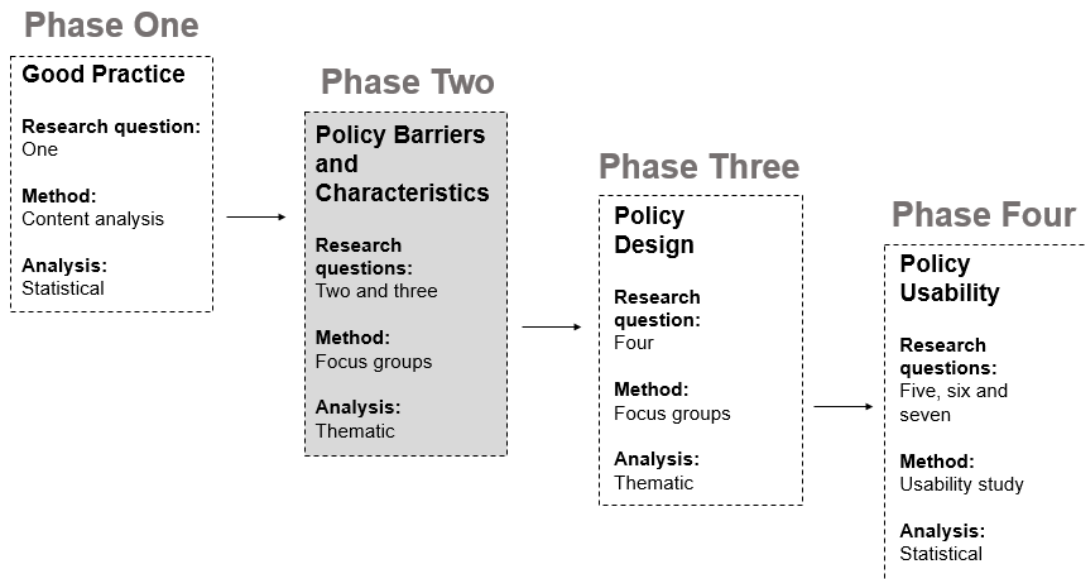 Phase One
Good Practice
Research question:
One
Method:
Content analysis
Analysis:
Statistical
Phase Two
Policy Barriers
and
Characteristics
Research
questions:
Two and three
Method:
Focus groups
Analysis:
Thematic
Phase Three
Policy
Design
Research
question:
Four
Method:
Focus groups
Analysis:
Thematic
Phase Four
Policy
Usability
Research
questions:
Five, six and
seven
Method:
Usability study
Analysis:
Statistical